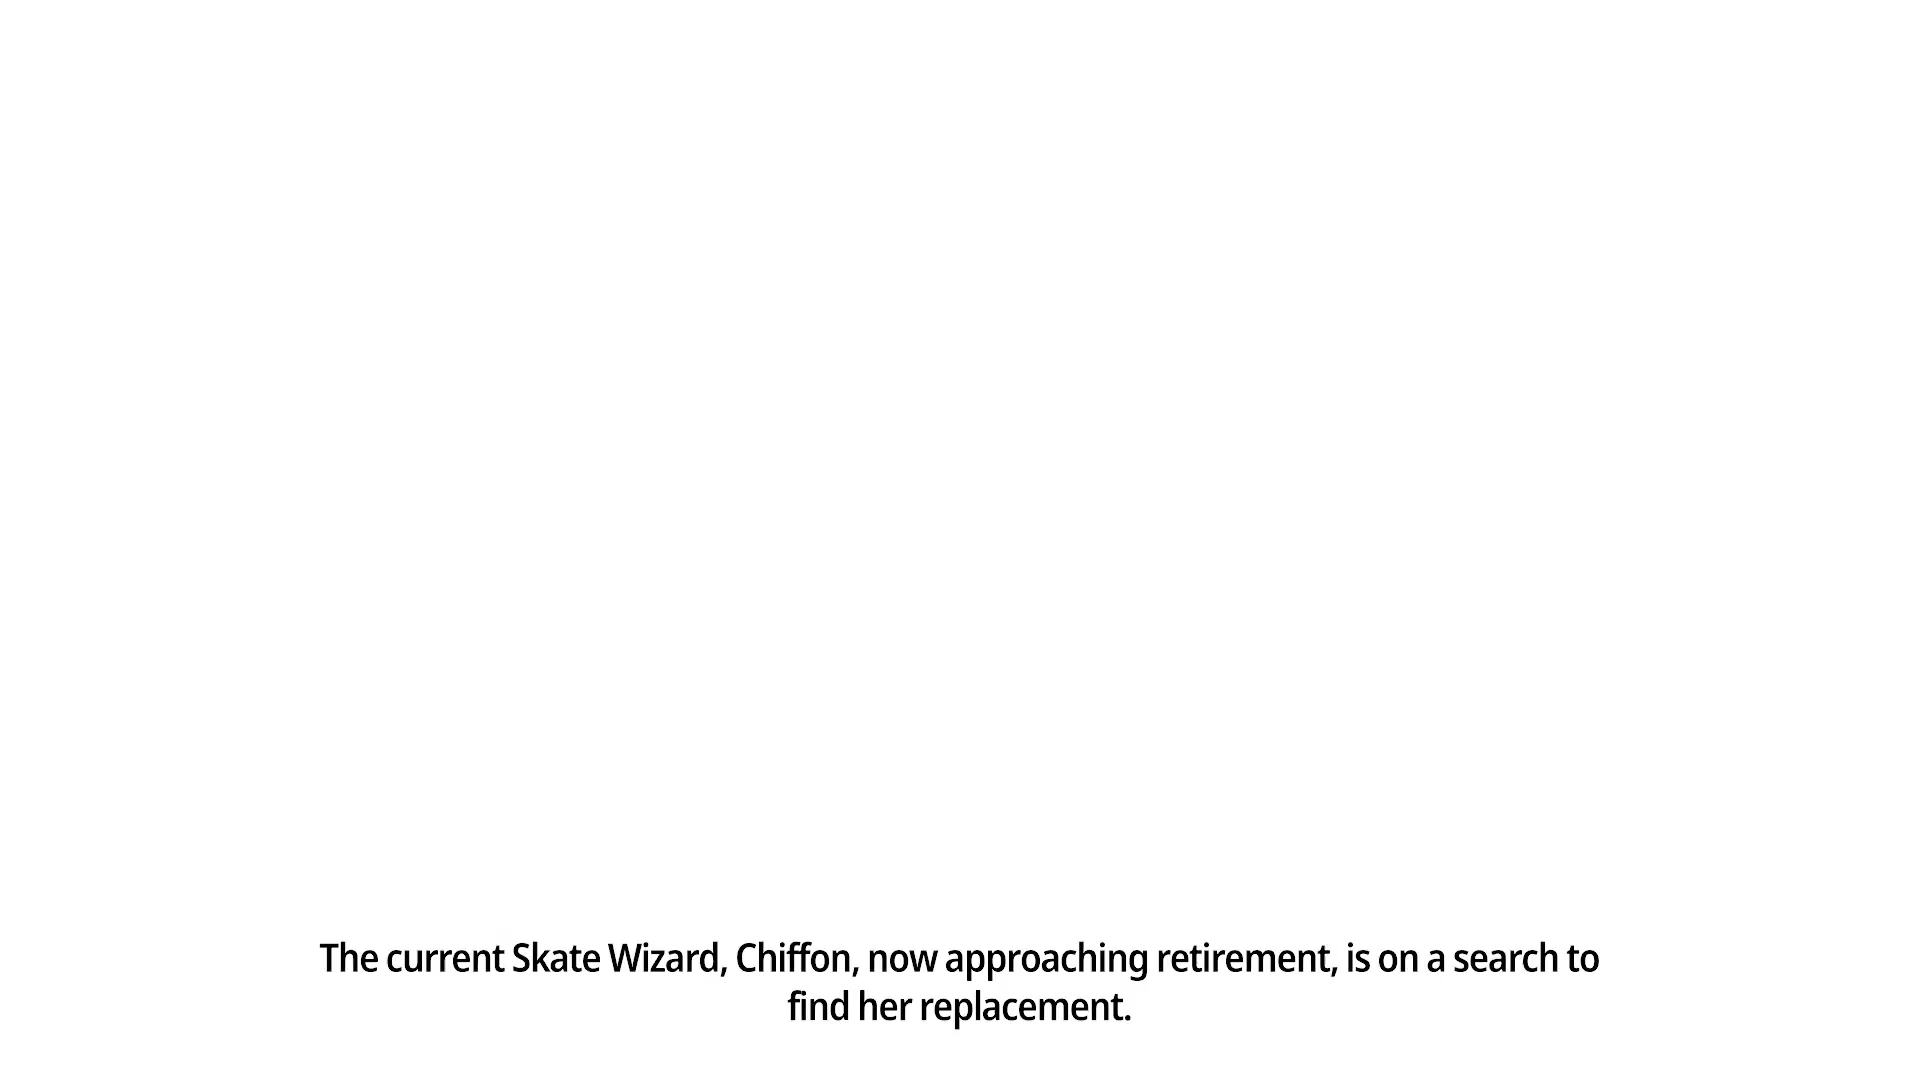 The current Skate Wizard, Chiffon, now approaching retirement, is on a search to
find her replacement.